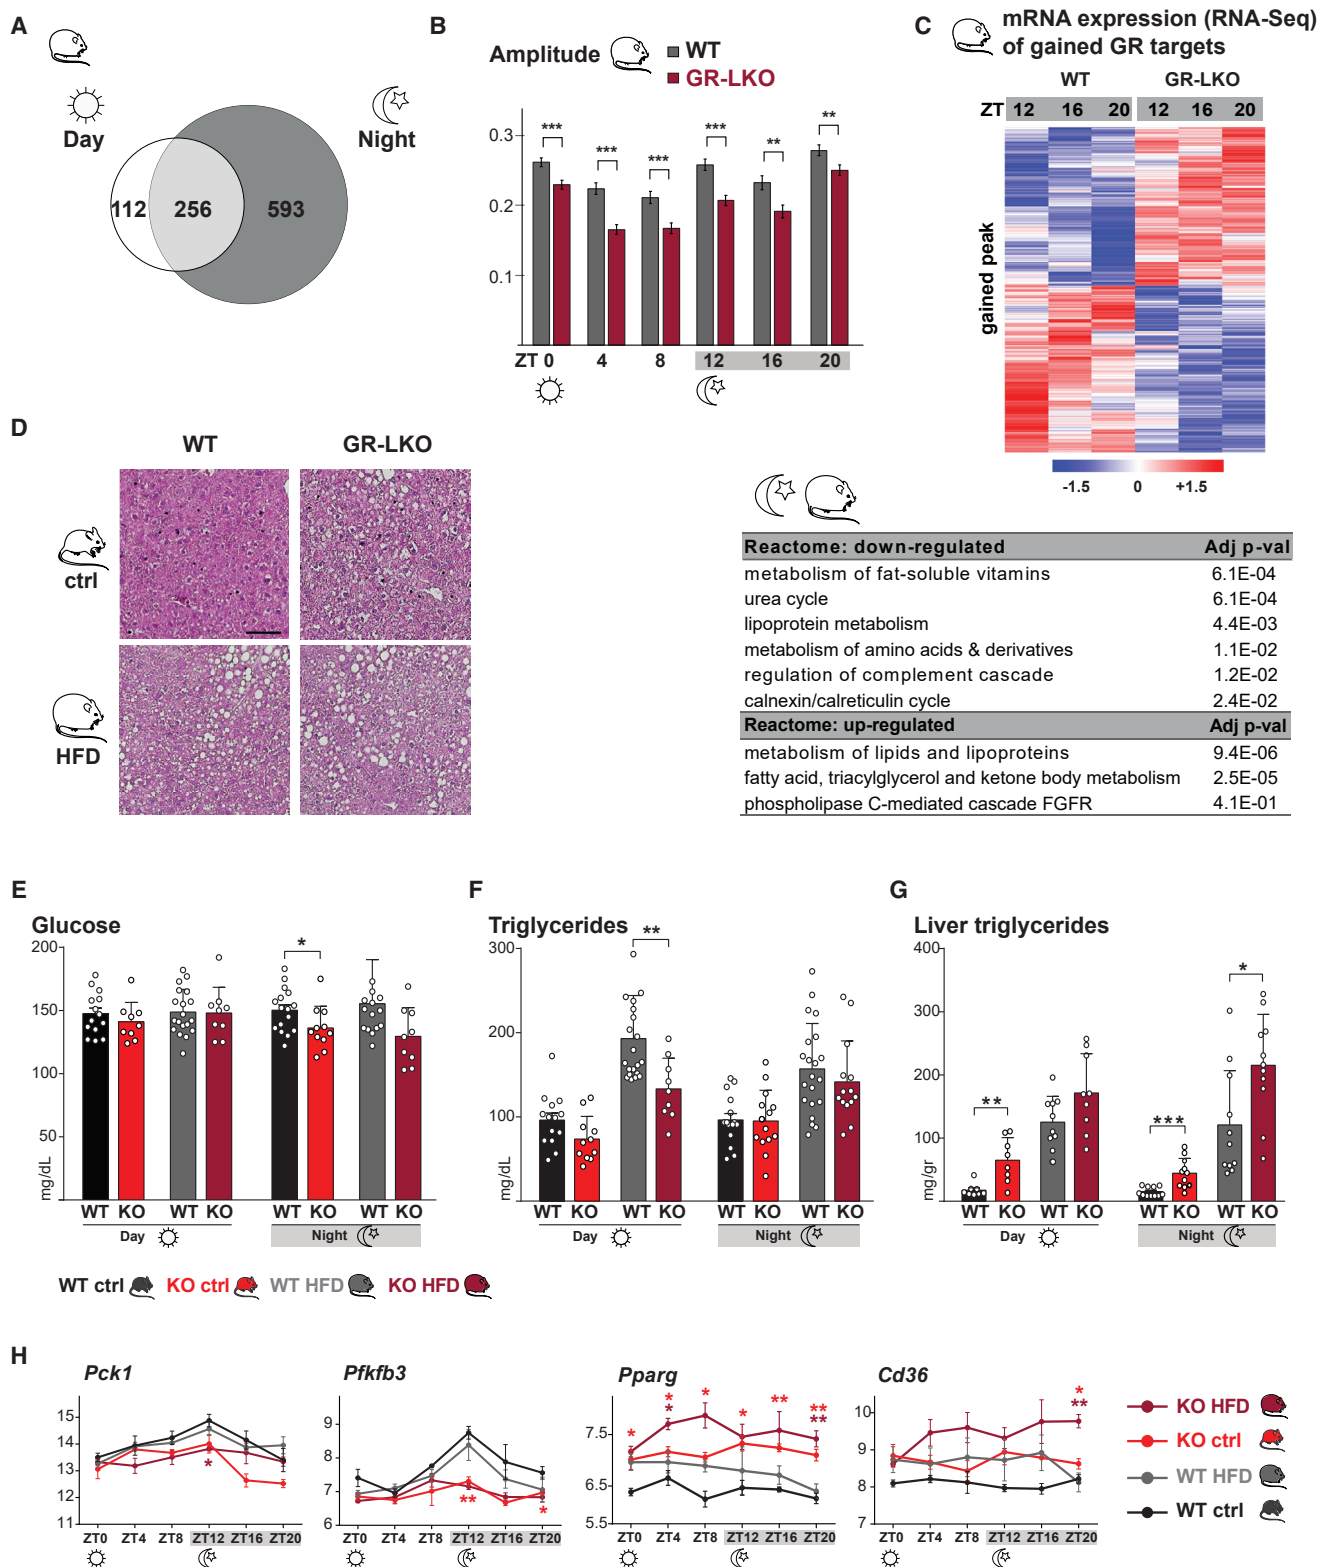 A
Day
Night
112
256
593
B
Amplitude
WT
GR-LKO
0.3
0.2
0.1
*** *** *** *** ** **
ZT 0 4 8 12 16 20
C
mRNA expression (RNA-Seq)
of gained GR targets
WT GR-LKO
ZT 12 16 20 12 16 20
gained peak
-1.5 0 +1.5
Reactome: down-regulated Adj p-val
metabolism of fat-soluble vitamins 6.1E-04
urea cycle 6.1E-04
lipoprotein metabolism 4.4E-03
metabolism of amino acids & derivatives 1.1E-02
regulation of complement cascade 1.2E-02
calnexin/calreticulin cycle 2.4E-02
Reactome: up-regulated Adj p-val
metabolism of lipids and lipoproteins 9.4E-06
fatty acid, triacylglycerol and ketone body metabolism 2.5E-05
phospholipase C-mediated cascade FGFR 4.1E-01
D
WT GR-LKO
ctrl
HFD
E
Glucose
200
150
100
50
mg/dL
*
WT KO WT KO WT KO WT KO
Day Night
F
Triglycerides
300
200
100
mg/dL
**
WT KO WT KO WT KO WT KO
Day Night
G
Liver triglycerides
400
300
200
100
mg/gr
** *** *
WT KO WT KO WT KO WT KO
Day Night
WT ctrl KO ctrl WT HFD KO HFD
H
Pck1
15
14
13
12
11
*
ZT0 ZT4 ZT8 ZT12 ZT16 ZT20
Pfkfb3
9
8
7
6
** *
ZT0 ZT4 ZT8 ZT12 ZT16 ZT20
Pparg
7.5
6.5
5.5
* * * * * ** ** **
ZT0 ZT4 ZT8 ZT12 ZT16 ZT20
Cd36
10
9
8
7
* **
ZT0 ZT4 ZT8 ZT12 ZT16 ZT20
KO HFD
KO ctrl
WT HFD
WT ctrl